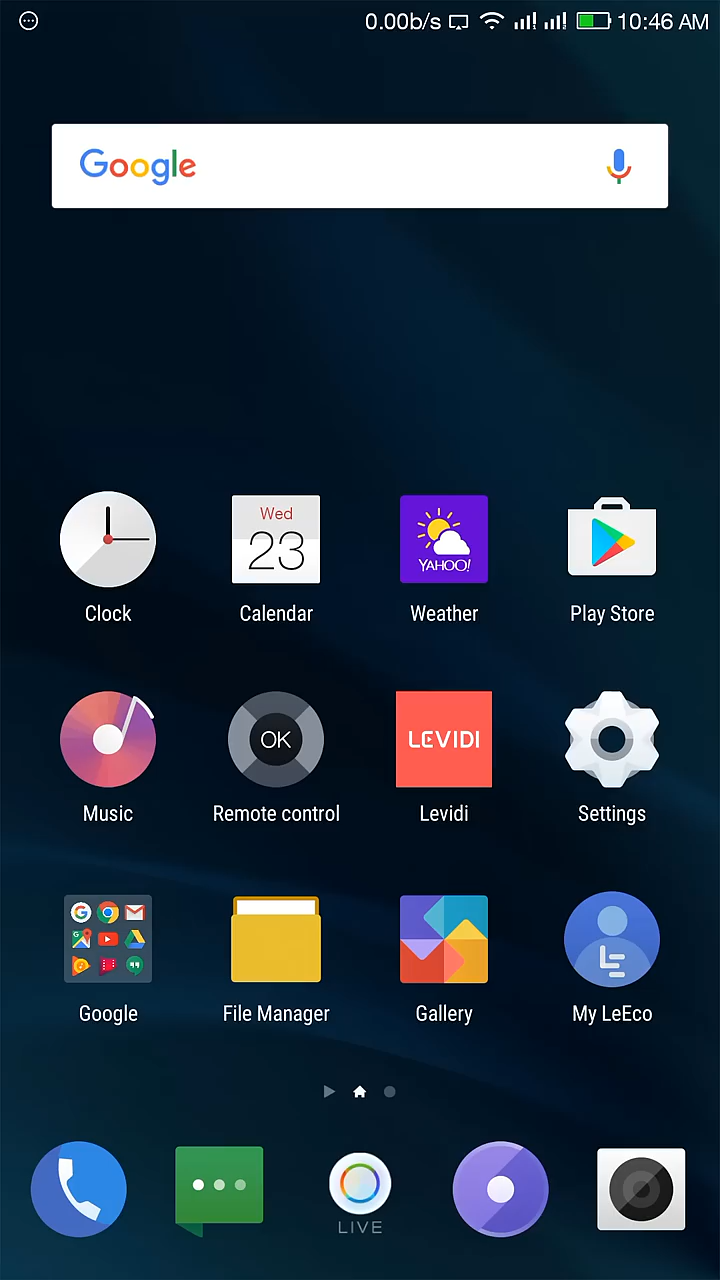 0.00b/s 10:46 AM
Google
Wed
23
YAHOO!
Clock
Calendar
Weather
Play Store
OK
LEVIDI
Music
Remote control
Levidi
Settings
Google
File Manager
Gallery
My LeEco
LIVE